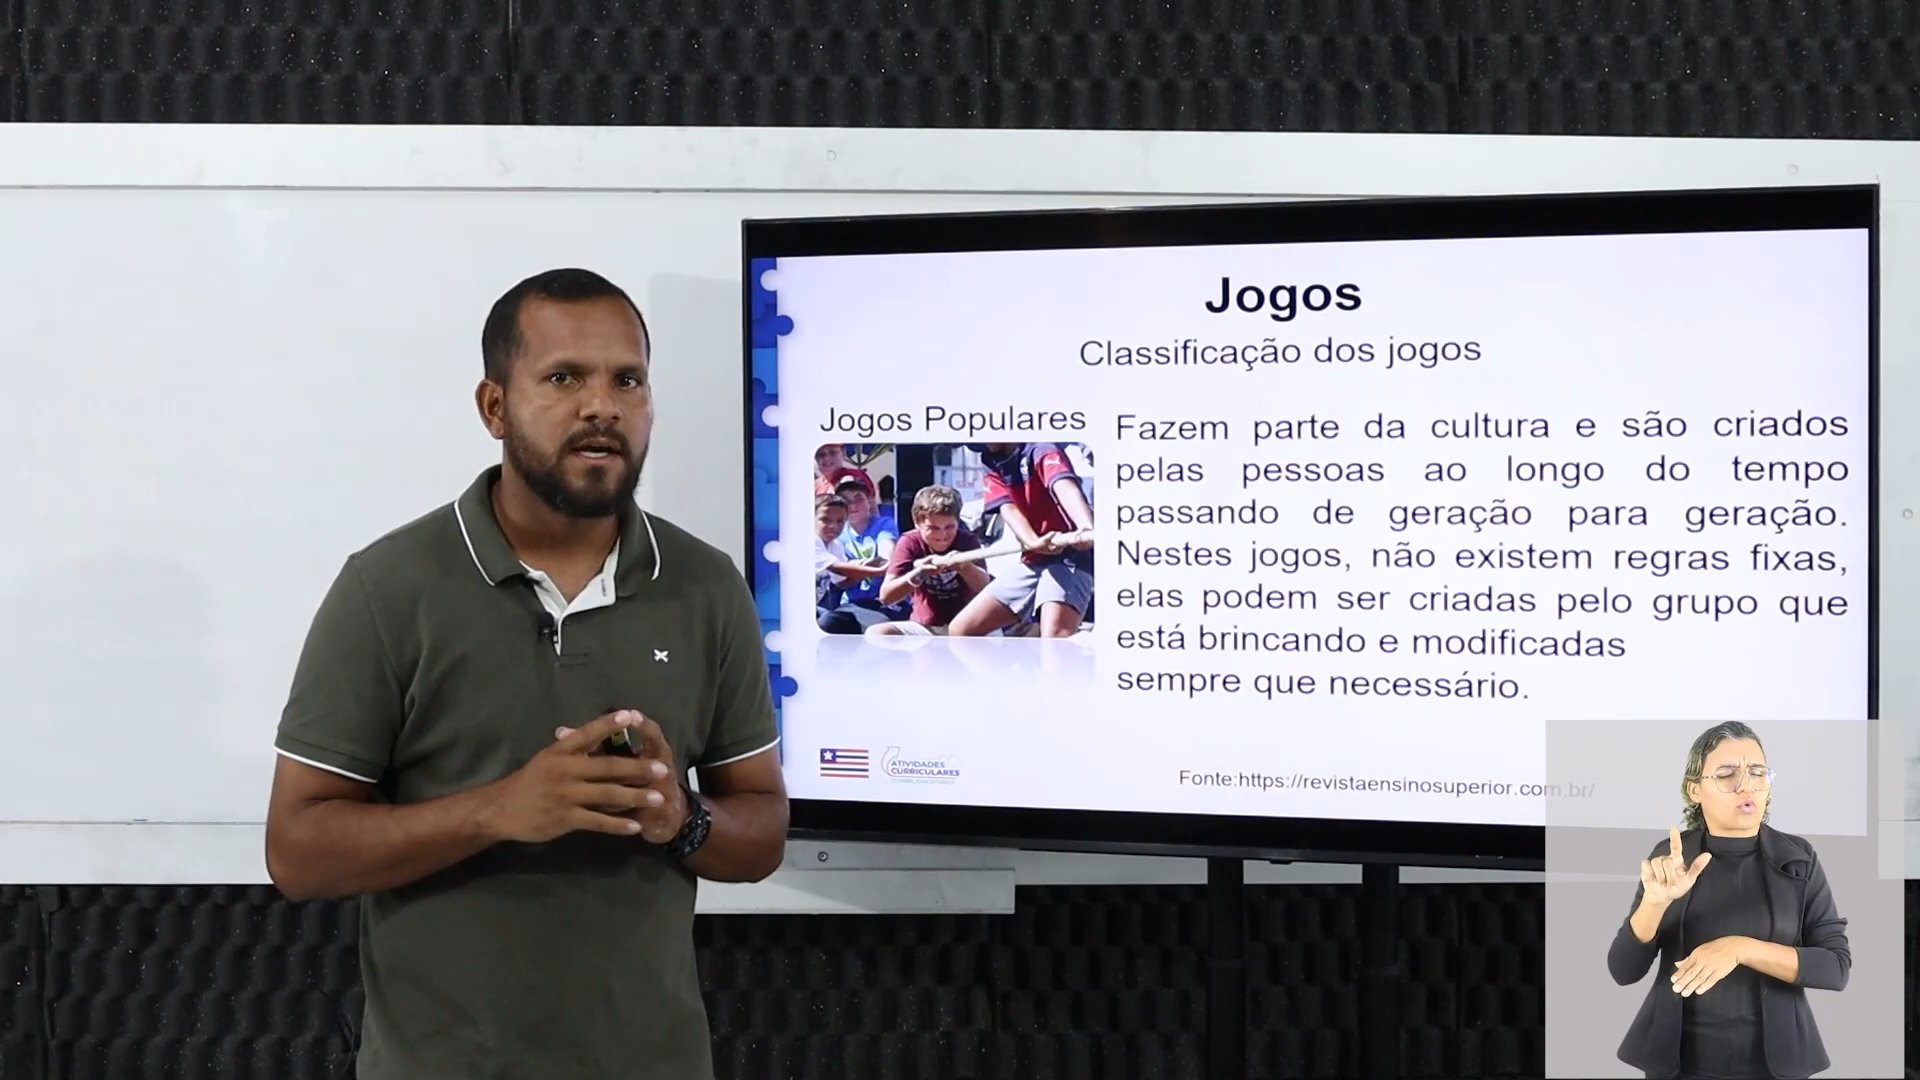 Jogos
Classificação dos jogos
Jogos Populares
Fazem parte da cultura e são criados
pelas pessoas ao longo do tempo
passando de geração para geração.
Nestes jogos, não existem regras fixas,
elas podem ser criadas pelo grupo que
está brincando e modificadas
sempre que necessário.
ATIVIDADES
CURRICULARES
Fonte:https://revistaensinosuperior.com.br/